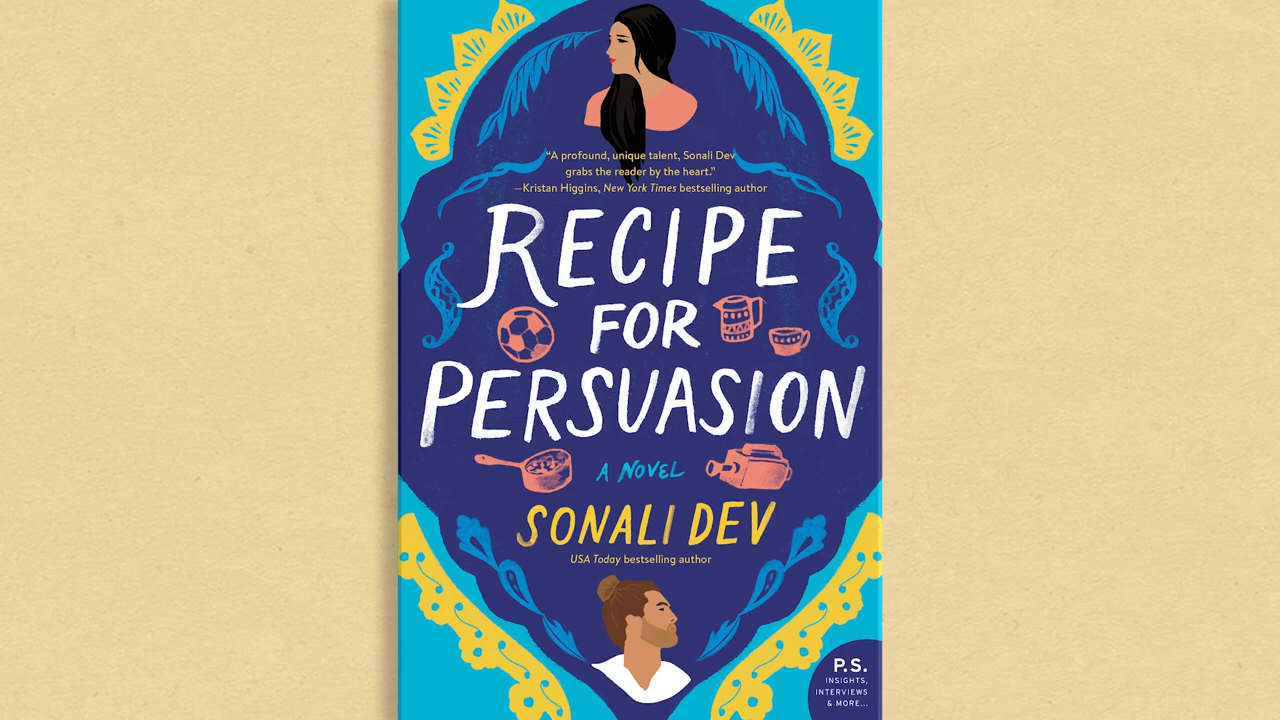 “A profound, unique talent, Sonali Dev
grabs the reader by the heart.”
—Kristan Higgins, New York Times bestselling author
RECIPE
FOR
PERSUASION
A NOVEL
SONALI DEV
USA Today bestselling author
P.S.
INSIGHTS,
INTERVIEWS
& MORE...